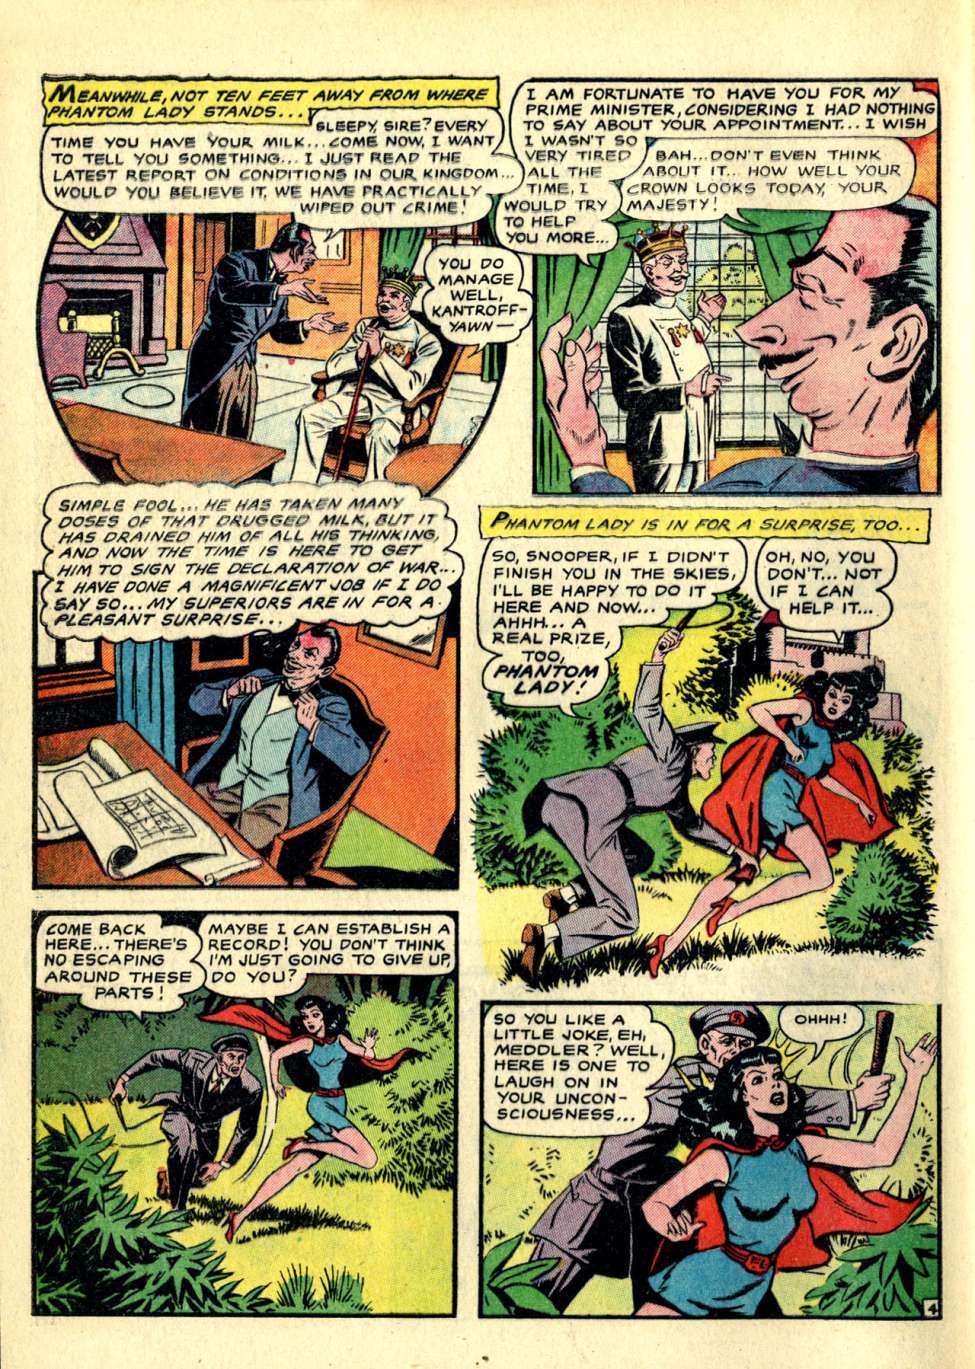 MEANWHILE, NOT TEN FEET AWAY FROM WHERE
PHANTOM LADY STANDS...
SLEEPY, SIRE? EVERY
TIME YOU HAVE YOUR MILK... COME NOW, I WANT
TO TELL YOU SOMETHING... I JUST READ THE
LATEST REPORT ON CONDITIONS IN OUR KINGDOM...
WOULD YOU BELIEVE IT, WE HAVE PRACTICALLY
WIPED OUT CRIME!
YOU DO
MANAGE
WELL,
KANTROFF-
YAWN—
I AM FORTUNATE TO HAVE YOU FOR MY
PRIME MINISTER, CONSIDERING I HAD NOTHING
TO SAY ABOUT YOUR APPOINTMENT... I WISH
I WASN'T SO
VERY TIRED
ALL THE
TIME, I
WOULD TRY
TO HELP
YOU MORE...
BAH... DON'T EVEN THINK
ABOUT IT... HOW WELL YOUR
CROWN LOOKS TODAY, YOUR
MAJESTY!
SIMPLE FOOL... HE HAS TAKEN MANY
DOSES OF THAT DRUGGED MILK, BUT IT
HAS DRAINED HIM OF ALL HIS THINKING,
AND NOW THE TIME IS HERE TO GET
HIM TO SIGN THE DECLARATION OF WAR...
I HAVE DONE A MAGNIFICENT JOB IF I DO
SAY SO... MY SUPERIORS ARE IN FOR A
PLEASANT SURPRISE...
PHANTOM LADY IS IN FOR A SURPRISE, TOO...
SO, SNOOPER, IF I DIDN'T
FINISH YOU IN THE SKIES,
I'LL BE HAPPY TO DO IT
HERE AND NOW...
AHHH... A
REAL PRIZE,
TOO,
PHANTOM
LADY!
OH, NO, YOU
DON'T... NOT
IF I CAN
HELP IT...
COME BACK
HERE... THERE'S
NO ESCAPING
AROUND THESE
PARTS!
MAYBE I CAN ESTABLISH A
RECORD! YOU DON'T THINK
I'M JUST GOING TO GIVE UP,
DO YOU?
SO YOU LIKE A
LITTLE JOKE, EH,
MEDDLER? WELL,
HERE IS ONE TO
LAUGH ON IN
YOUR UNCON-
SCIOUSNESS...
OHHH!
PL
4